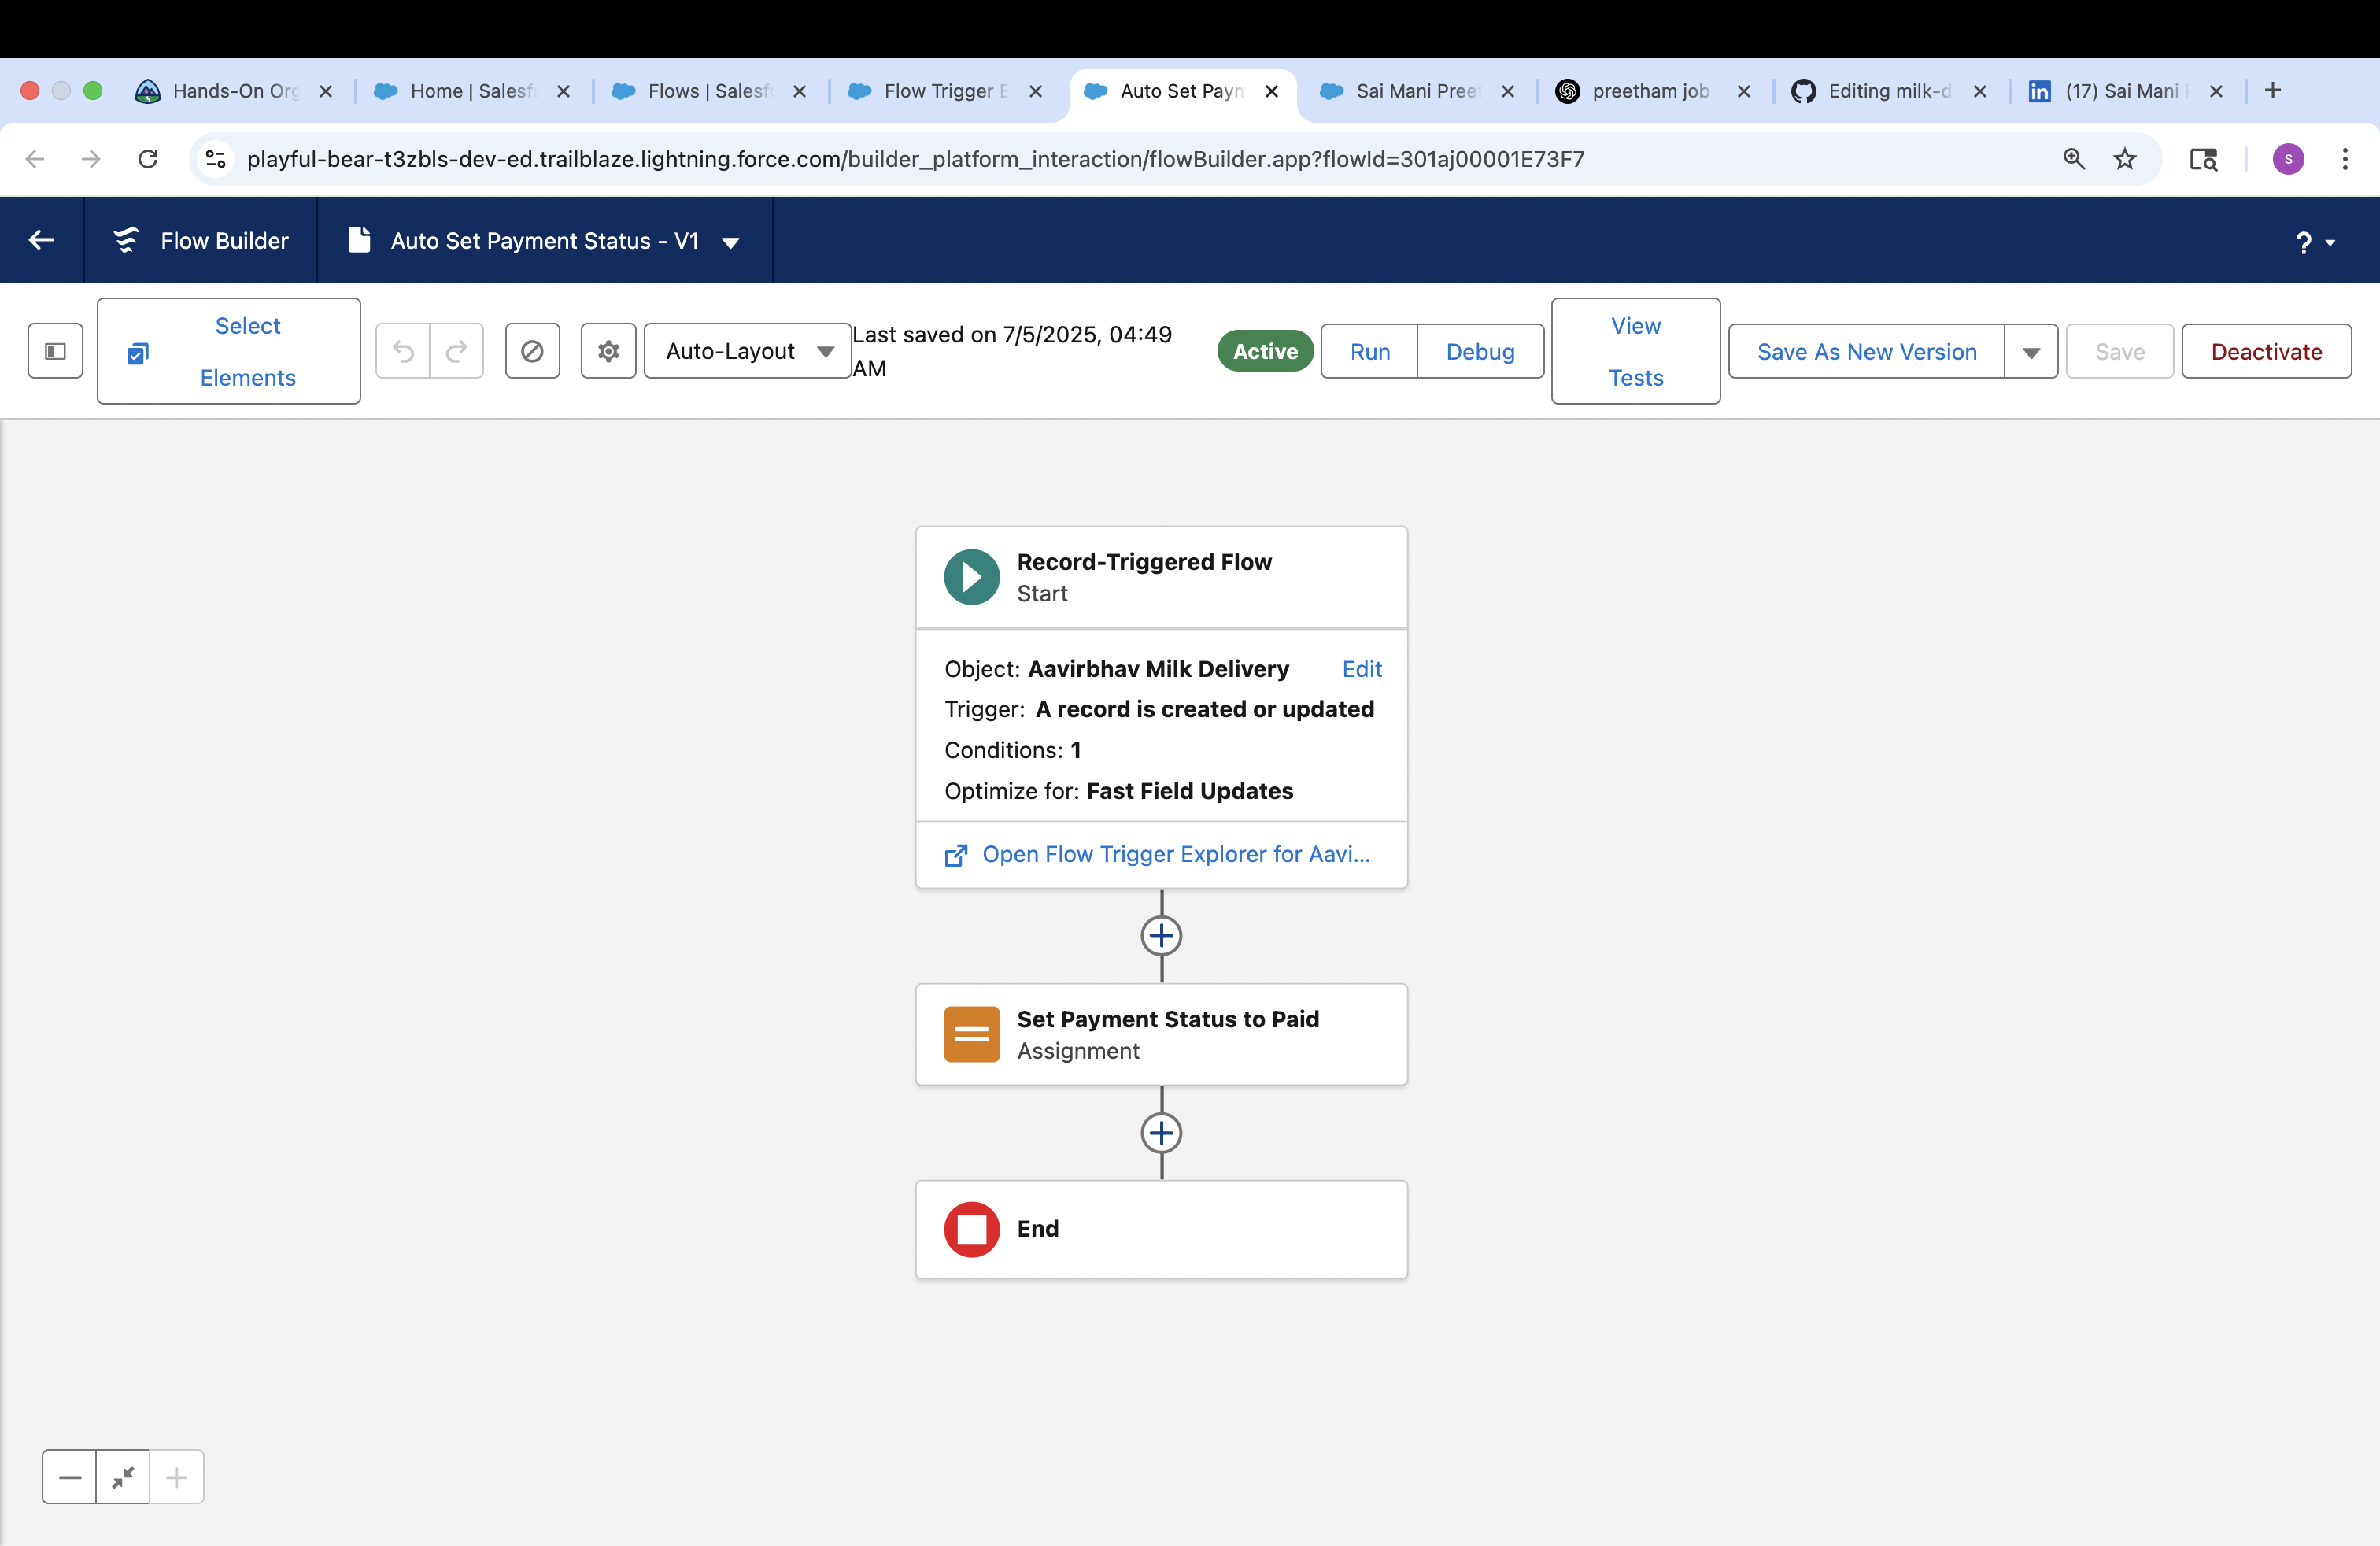 Hands-On Org
Home | Salesf
Flows | Salesf
Flow Trigger E
Auto Set Paym
Sai Mani Preet
preetham job
Editing milk-d
in
(17) Sai Mani
playful-bear-t3zbls-dev-ed.trailblaze.lightning.force.com/builder_platform_interaction/flowBuilder.app?flowId=301aj00001E73F7
s
Flow Builder
Auto Set Payment Status - V1
?
Select
Elements
Auto-Layout
Last saved on 7/5/2025, 04:49
AM
Active
Run
Debug
View
Tests
Save As New Version
Save
Deactivate
Record-Triggered Flow
Start
Object: Aavirbhav Milk Delivery
Edit
Trigger: A record is created or updated
Conditions: 1
Optimize for: Fast Field Updates
Open Flow Trigger Explorer for Aavi...
Set Payment Status to Paid
Assignment
End